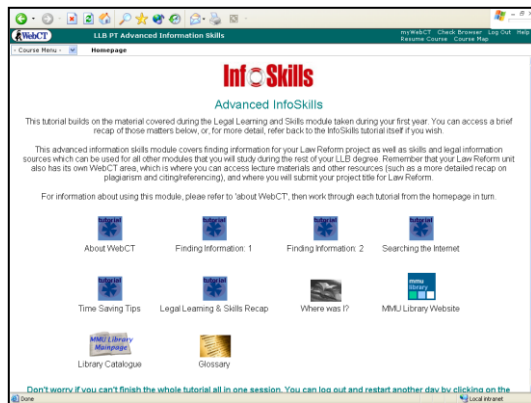 WebCT
LLB PT Advanced Information Skills
myWebCT Check Browser Log Out Help
Resume Course Course Map
- Course Menu -
Homepage
InfoSkills
Advanced InfoSkills
This tutorial builds on the material covered during the Legal Learning and Skills module taken during your first year. You can access a brief
recap of those matters below, or, for more detail, refer back to the InfoSkills tutorial itself if you wish.
This advanced information skills module covers finding information for your Law Reform project as well as skills and legal information
sources which can be used for all other modules that you will study during the rest of your LLB degree. Remember that your Law Reform unit
also has its own WebCT area, which is where you can access lecture materials and other resources (such as a more detailed recap on
plagiarism and citing/referencing), and where you will submit your project title for Law Reform.
For information about using this module, please refer to 'about WebCT', then work through each tutorial from the homepage in turn.
tutorial
tutorial
tutorial
tutorial
About WebCT
Finding Information: 1
Finding Information: 2
Searching the Internet
tutorial
tutorial
mmu
library
Time Saving Tips
Legal Learning & Skills Recap
Where was I?
MMU Library Website
MMU Library
Mainpage
Library Catalogue
Glossary
Don't worry if you can't finish the whole tutorial all in one session. You can log out and restart another day by clicking on the
Done
Local intranet